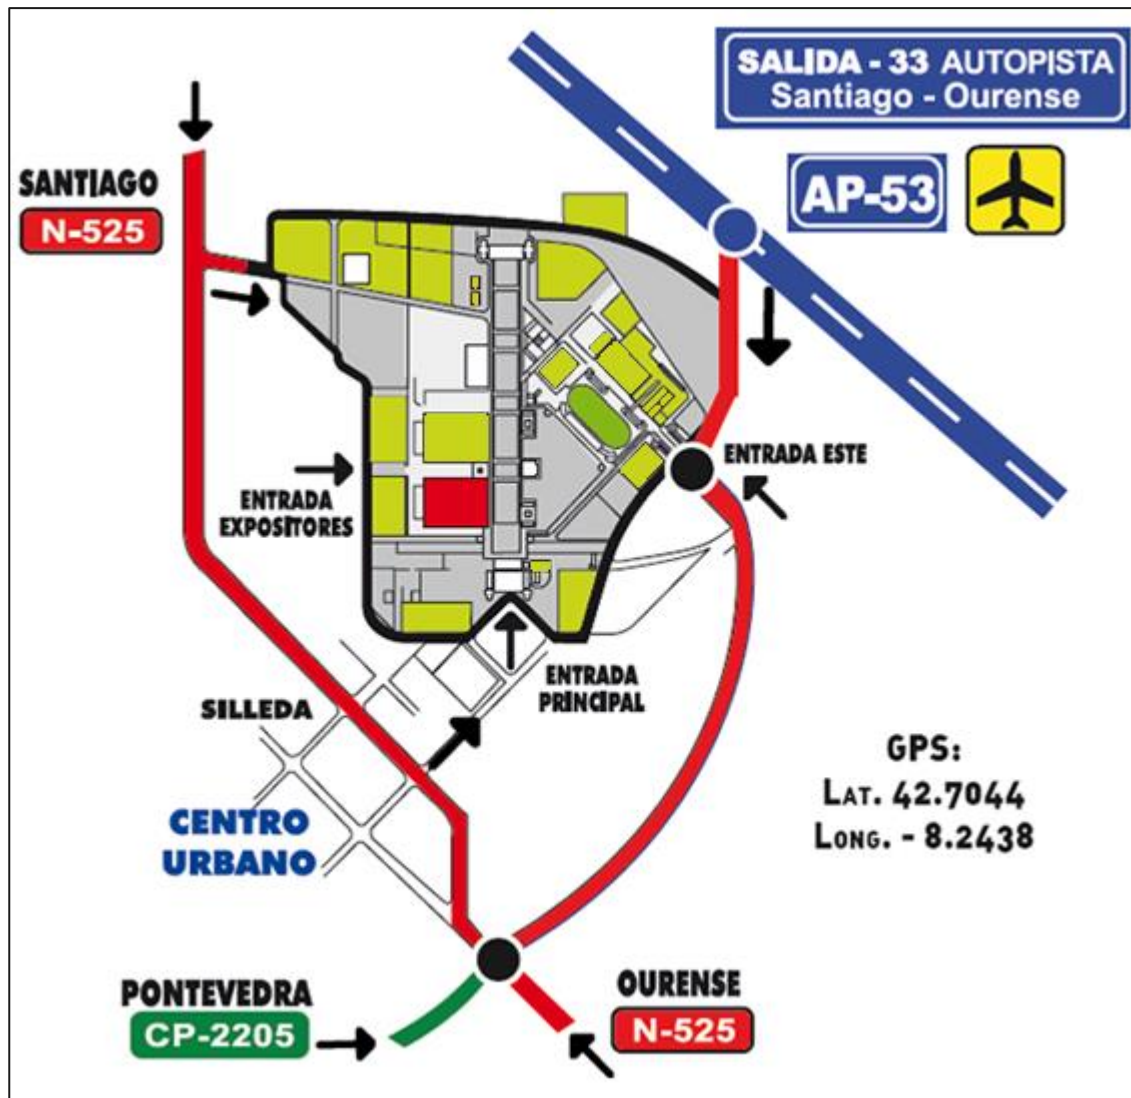 SALIDA - 33 AUTOPISTA
Santiago - Ourense
AP-53
SANTIAGO
N-525
ENTRADA ESTE
ENTRADA
EXPOSITORES
ENTRADA
PRINCIPAL
SILLEDA
GPS:
LAT. 42.7044
LONG. - 8.2438
CENTRO
URBANO
PONTEVEDRA
CP-2205
OURENSE
N-525